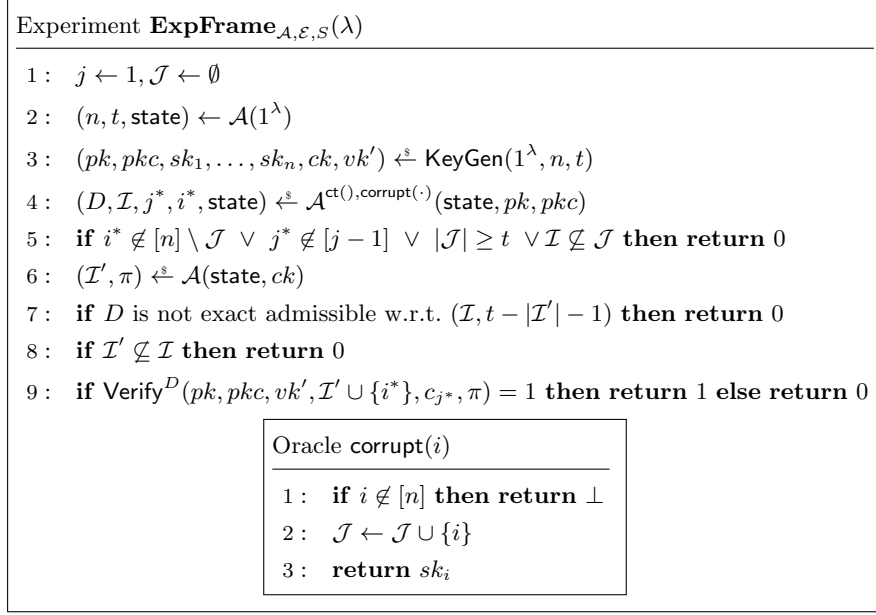 Experiment ExpFrame_{𝒜,ℰ,S}(λ)
1 : j ← 1, 𝒥 ← ∅
2 : (n, t, state) ← 𝒜(1^λ)
3 : (pk, pkc, sk_1, . . . , sk_n, ck, vk′) ←$ KeyGen(1^λ, n, t)
4 : (D, ℐ, j*, i*, state) ←$ 𝒜^{ct(),corrupt(·)}(state, pk, pkc)
5 : if i* ∉ [n] \ 𝒥 ∨ j* ∉ [j − 1] ∨ |𝒥| ≥ t ∨ ℐ ⊈ 𝒥 then return 0
6 : (ℐ′, π) ←$ 𝒜(state, ck)
7 : if D is not exact admissible w.r.t. (ℐ, t − |ℐ′| − 1) then return 0
8 : if ℐ′ ⊈ ℐ then return 0
9 : if Verify^D(pk, pkc, vk′, ℐ′ ∪ {i*}, c_{j*}, π) = 1 then return 1 else return 0
Oracle corrupt(i)
1 : if i ∉ [n] then return ⊥
2 : 𝒥 ← 𝒥 ∪ {i}
3 : return sk_i